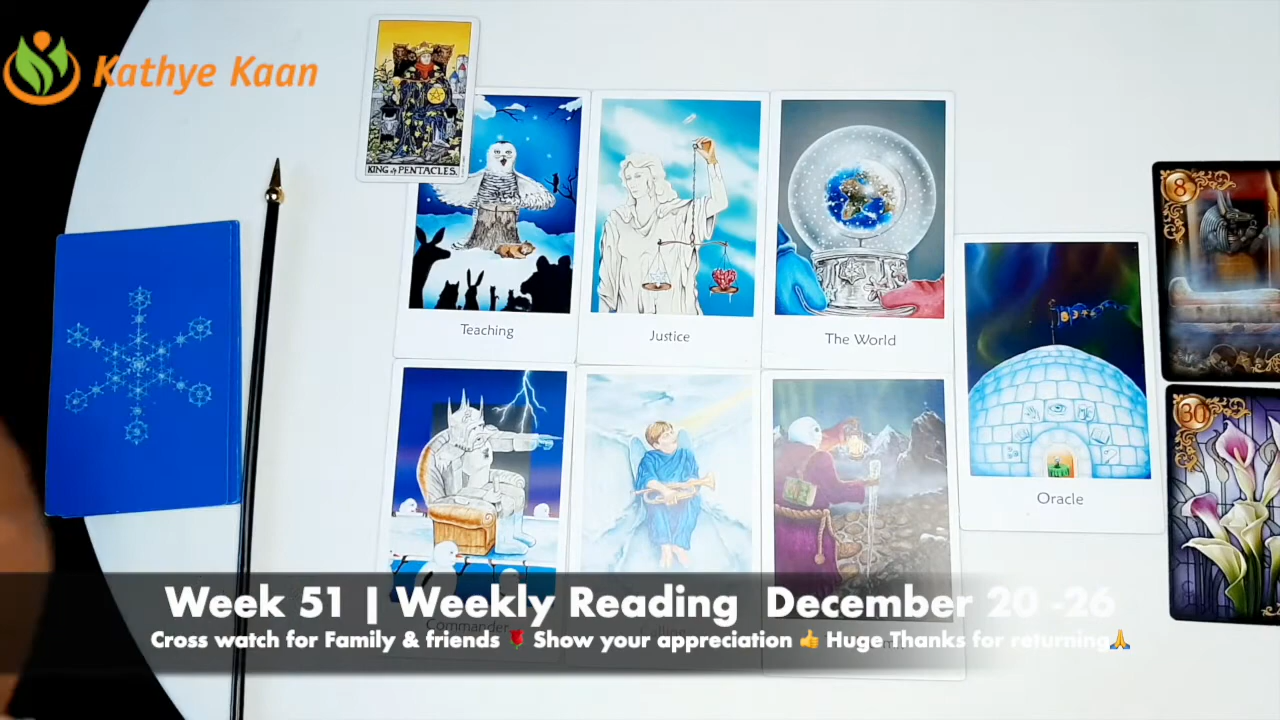 Kathye Kaan
KING of PENTACLES.
Teaching
Justice
The World
8
Oracle
30
Week 51 | Weekly Reading December 20 -26
Commander
Cross watch for Family & friends 🌹 Show your appreciation 👍 Huge Thanks for returning🙏